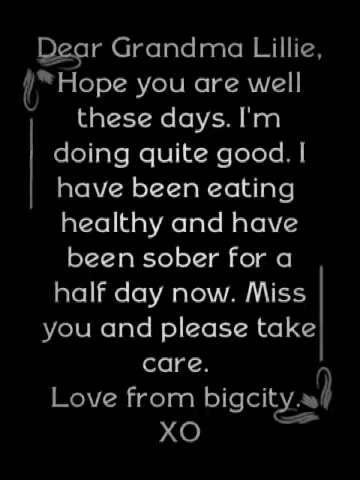 Dear Grandma Lillie,
Hope you are well
these days. I'm
doing quite good. I
have been eating
healthy and have
been sober for a
half day now. Miss
you and please take
care.
Love from bigcity.
XO